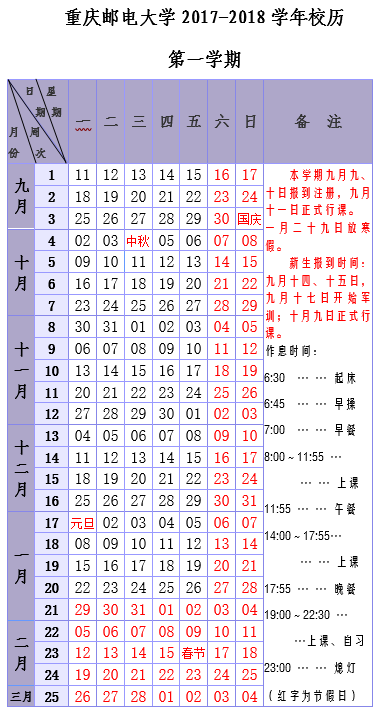 重庆邮电大学 2017-2018 学年校历
第一学期
日 星
期 期
月 周
份 次
一 二 三 四 五 六 日
备 注
九月
1 11 12 13 14 15 16 17
2 18 19 20 21 22 23 24
3 25 26 27 28 29 30 国庆
十月
4 02 03 中秋 05 06 07 08
5 09 10 11 12 13 14 15
6 16 17 18 19 20 21 22
7 23 24 25 26 27 28 29
十一月
8 30 31 01 02 03 04 05
9 06 07 08 09 10 11 12
10 13 14 15 16 17 18 19
11 20 21 22 23 24 25 26
12 27 28 29 30 01 02 03
十二月
13 04 05 06 07 08 09 10
14 11 12 13 14 15 16 17
15 18 19 20 21 22 23 24
16 25 26 27 28 29 30 31
一月
17 元旦 02 03 04 05 06 07
18 08 09 10 11 12 13 14
19 15 16 17 18 19 20 21
20 22 23 24 25 26 27 28
21 29 30 31 01 02 03 04
二月
22 05 06 07 08 09 10 11
23 12 13 14 15 春节 17 18
24 19 20 21 22 23 24 25
三月
25 26 27 28 01 02 03 04
本学期九月九、
十日报到注册，九月
十一日正式行课。
一月二十九日放寒
假。
新生报到时间：
九月十四、十五日，
九月十七日开始军
训；十月九日正式行
课。
作息时间：
6:30 … … 起床
6:45 … … 早操
7:00 … … 早餐
8:00～11:55 …
… … 上课
11:55 … … 午餐
14:00～17:55…
… … 上课
17:55 … … 晚餐
19:00～22:30 …
…上课、自习
23:00 … … 熄灯
（红字为节假日）